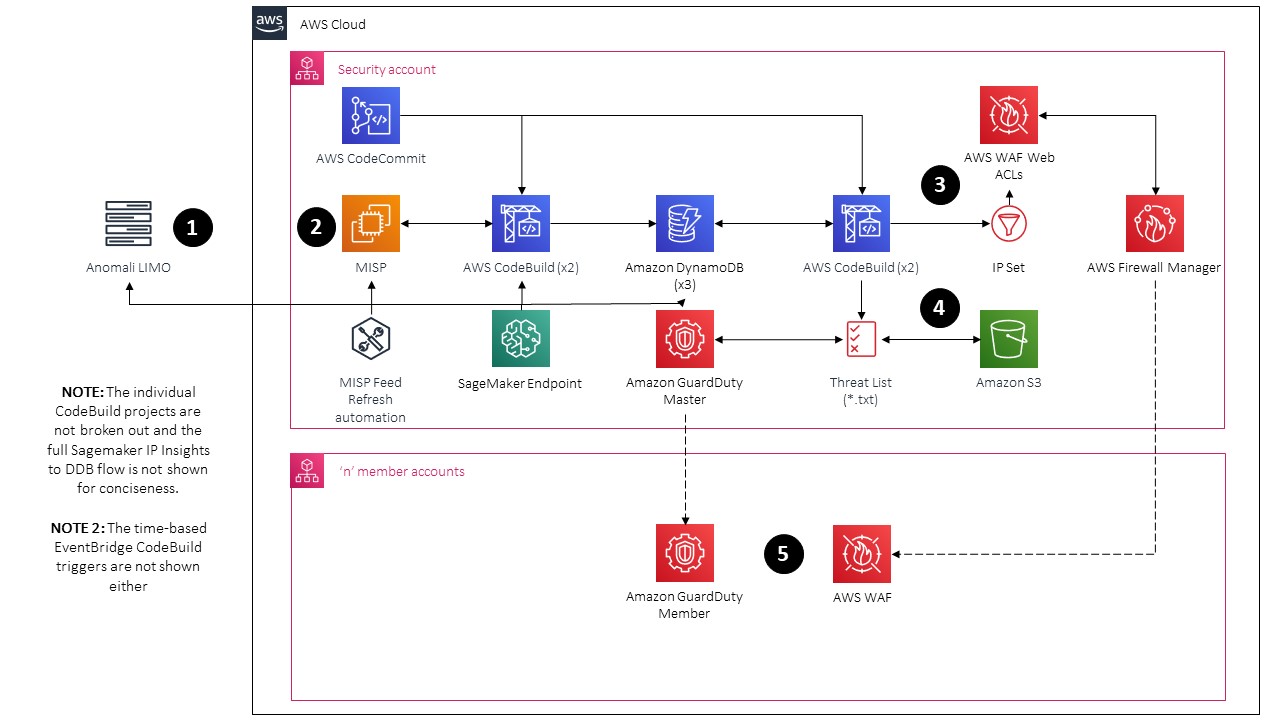 aws
AWS Cloud
Security account
AWS CodeCommit
AWS WAF Web
ACLs
3
1
2
Anomali LIMO
MISP
AWS CodeBuild (x2)
Amazon DynamoDB
(x3)
AWS CodeBuild (x2)
IP Set
AWS Firewall Manager
4
MISP Feed
Refresh
automation
SageMaker Endpoint
Amazon GuardDuty
Master
Threat List
(*.txt)
Amazon S3
NOTE: The individual
CodeBuild projects are
not broken out and the
full Sagemaker IP Insights
to DDB flow is not shown
for conciseness.
NOTE 2: The time-based
EventBridge CodeBuild
triggers are not shown
either
‘n’ member accounts
5
Amazon GuardDuty
Member
AWS WAF